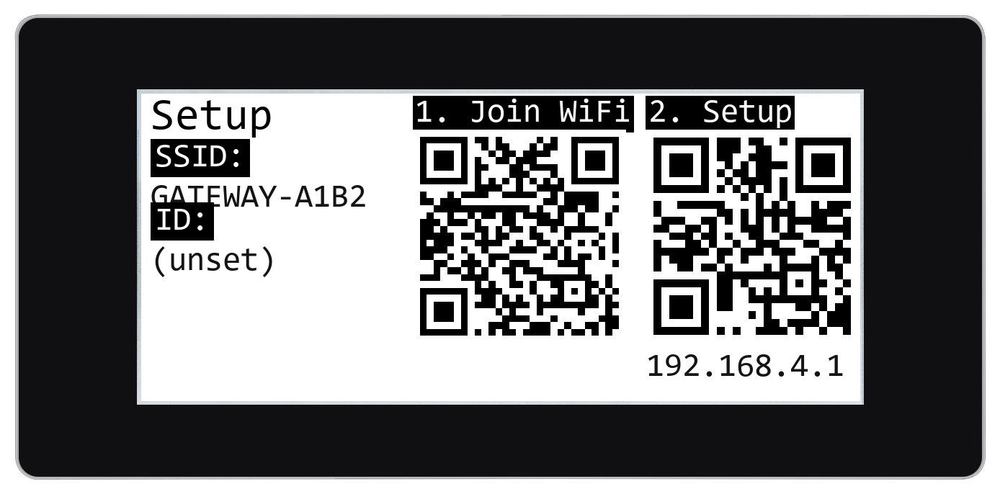 Setup
SSID:
GATEWAY-A1B2
ID:
(unset)
1. Join WiFi
2. Setup
192.168.4.1